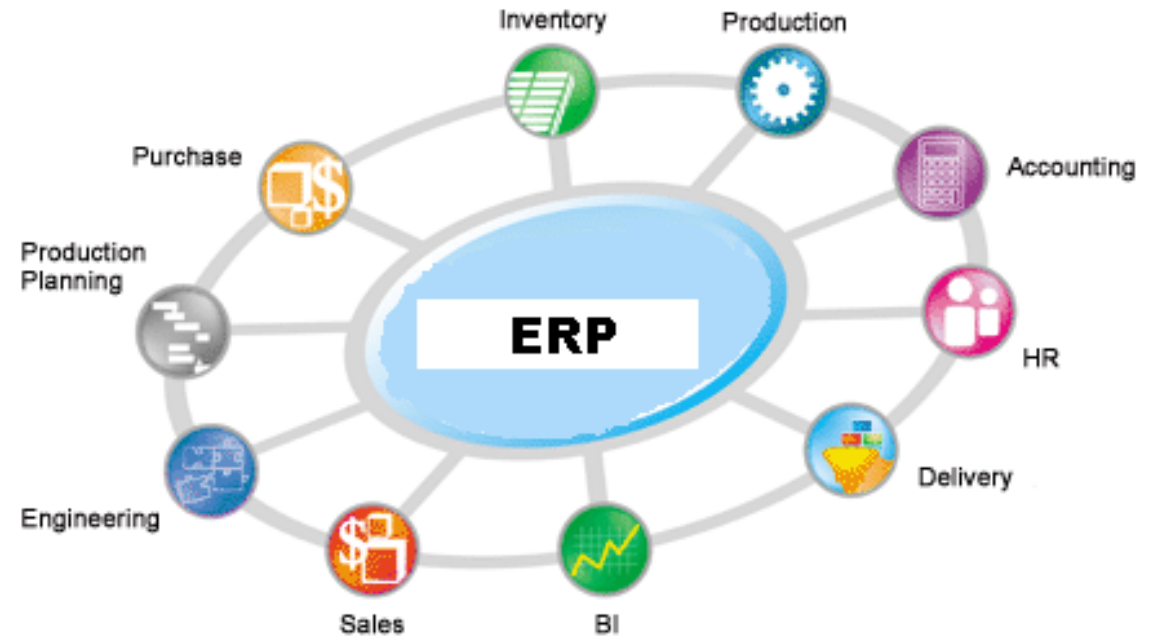 Inventory
Production
Purchase
Accounting
Production
Planning
ERP
HR
Delivery
Engineering
Sales
BI